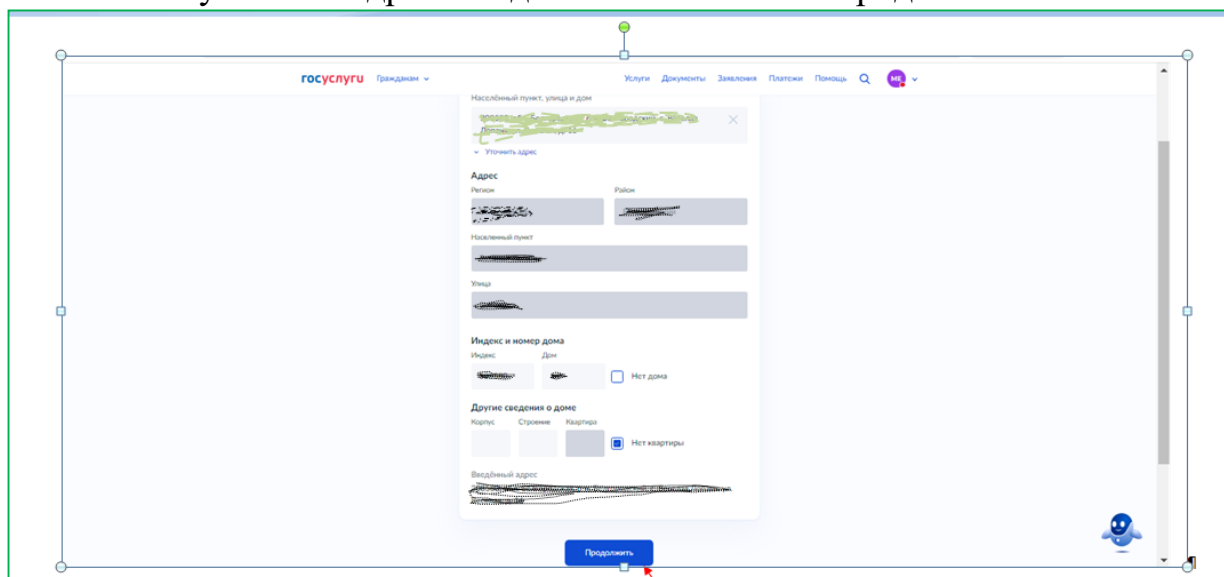 госуслуги Гражданам Услуги Документы Заявления Платежи Помощь МЕ
Населённый пункт, улица и дом
Уточнить адрес
Адрес
Регион Район
Населенный пункт
Улица
Индекс и номер дома
Индекс Дом
Нет дома
Другие сведения о доме
Корпус Строение Квартира
Нет квартиры
Введённый адрес
Продолжить